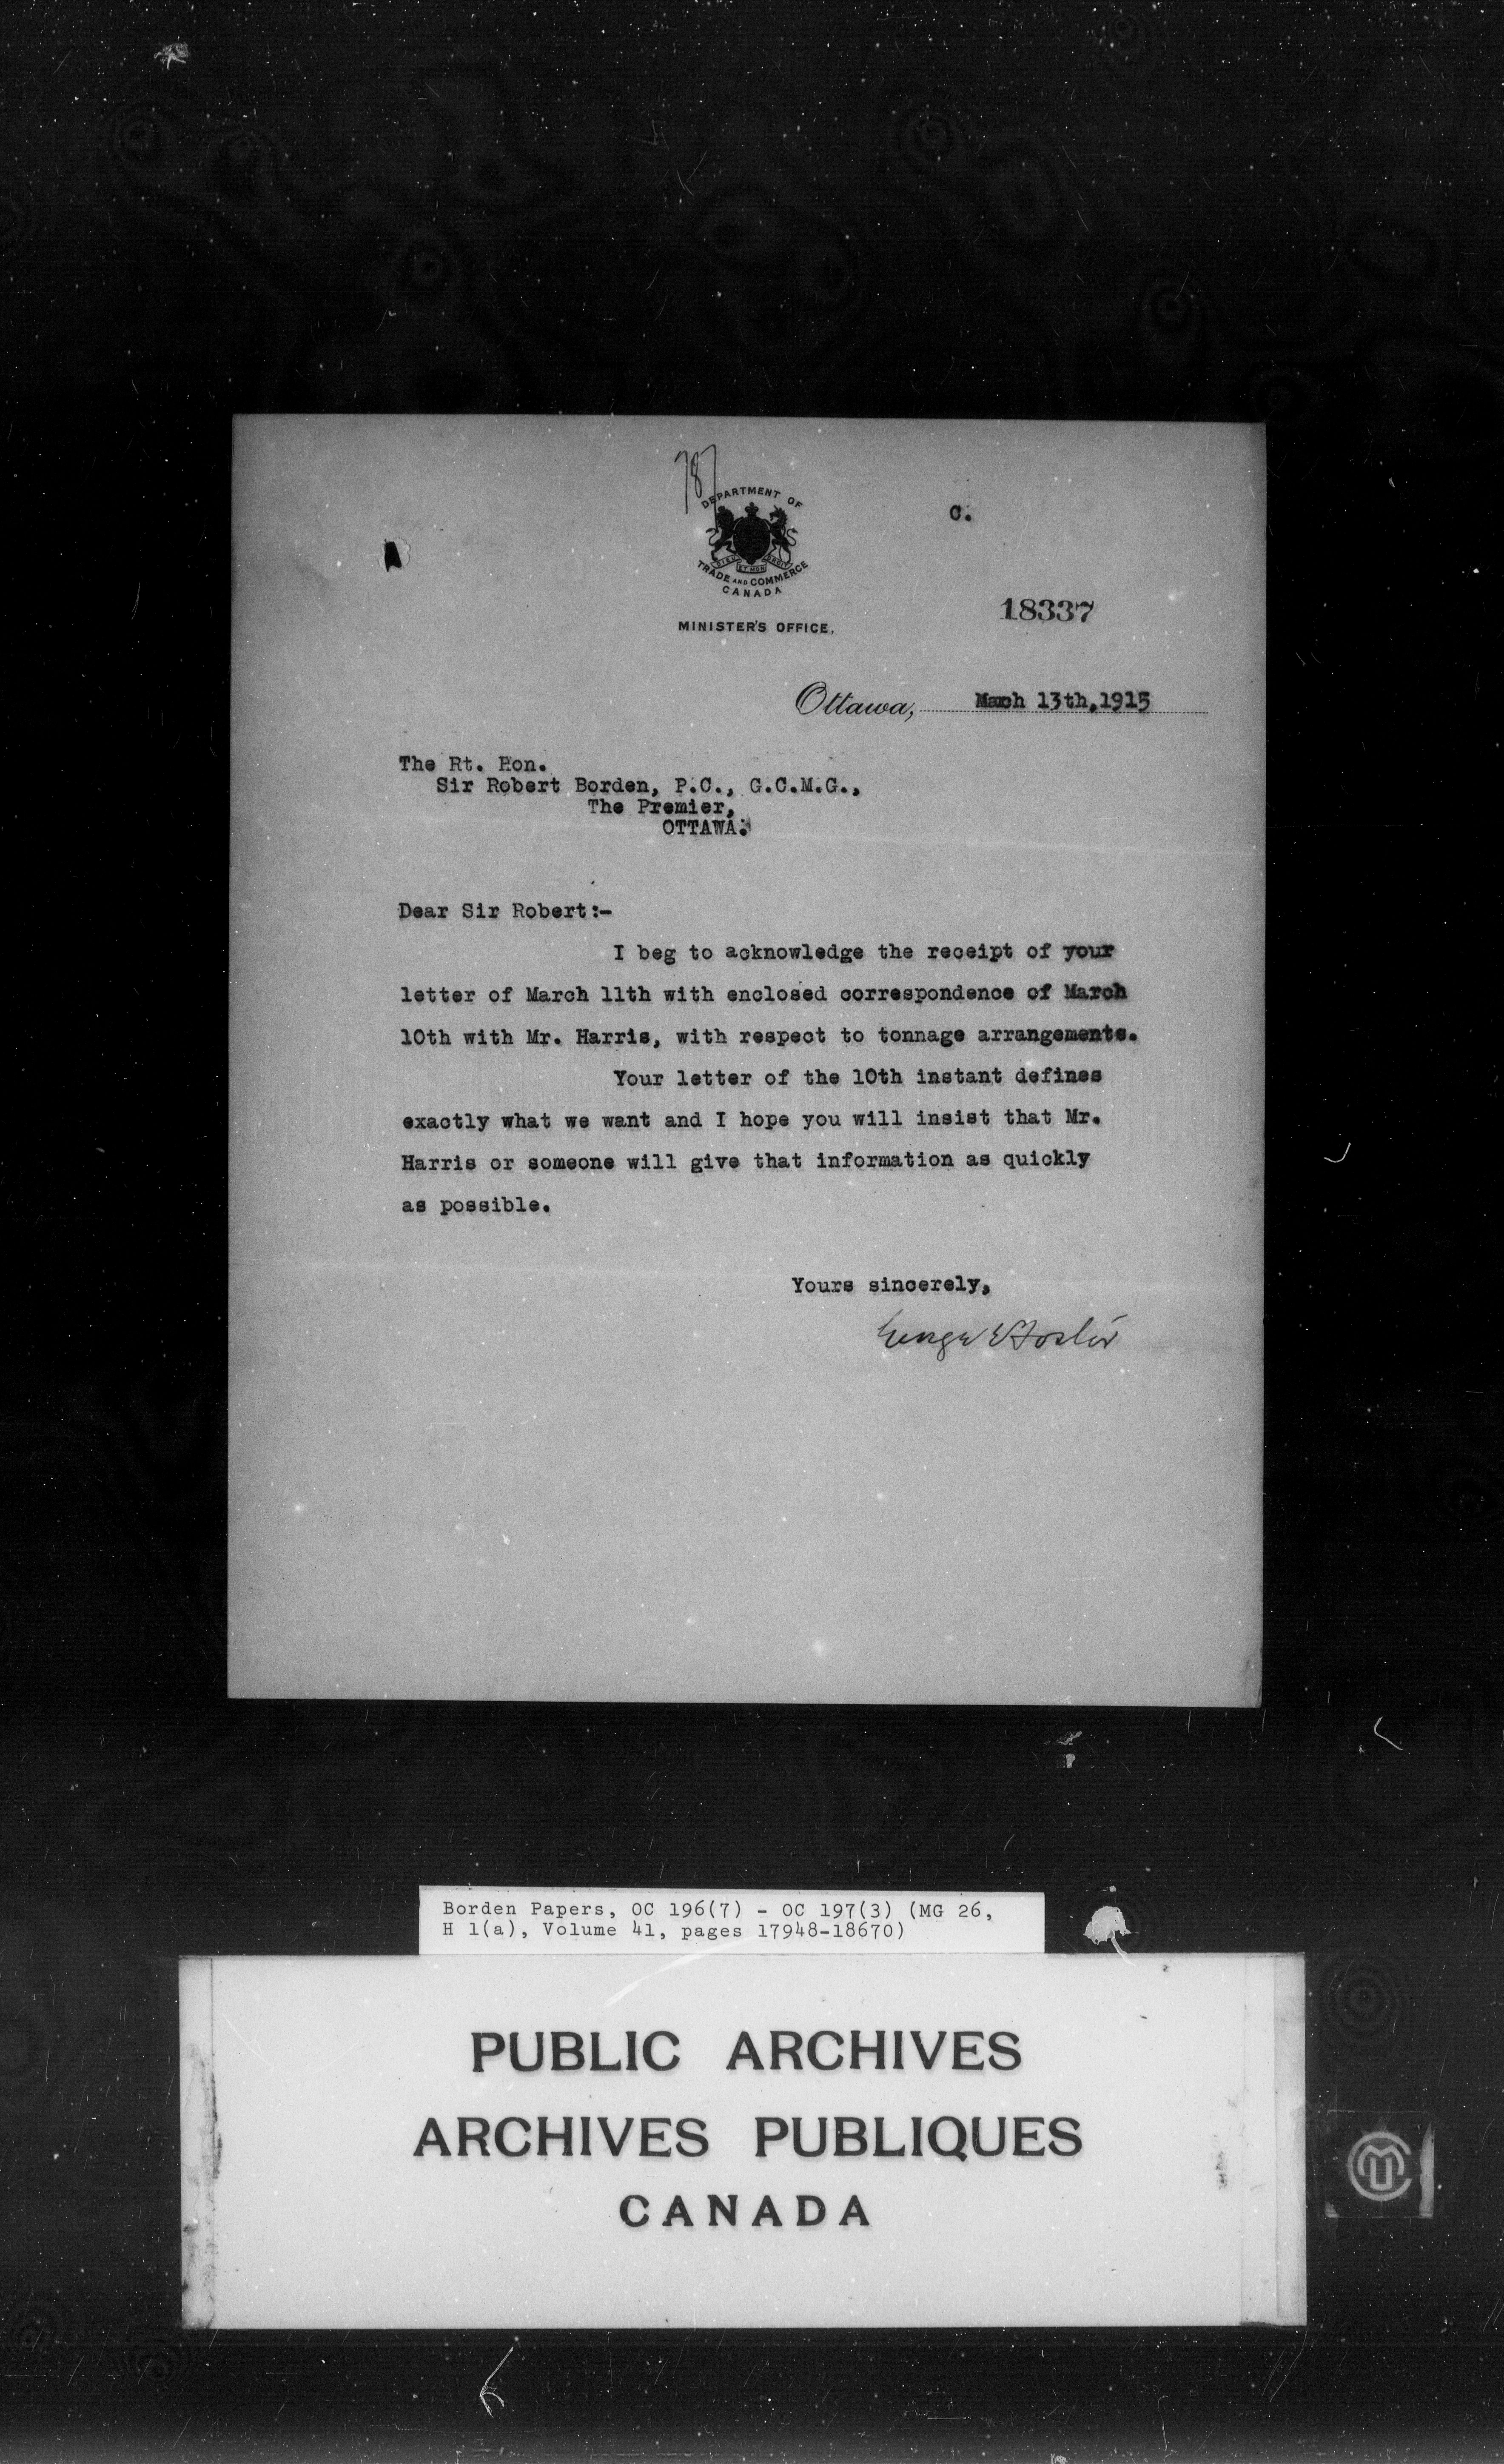 787
DEPARTMENT OF
C.
DIEU ET MON DROIT
TRADE AND COMMERCE
CANADA
18337
MINISTER'S OFFICE,
Ottawa, March 13th,1915
The Rt. Hon.
Sir Robert Borden, P.C., G.C.M.G.,
The Premier,
OTTAWA.
Dear Sir Robert:-
I beg to acknowledge the receipt of your
letter of March 11th with enclosed correspondence of March
10th with Mr. Harris, with respect to tonnage arrangements.
Your letter of the 10th instant defines
exactly what we want and I hope you will insist that Mr.
Harris or someone will give that information as quickly
as possible.
Yours sincerely,
George E Foster
Borden Papers, OC 196(7) - OC 197(3) (MG 26,
H 1(a), Volume 41, pages 17948-18670)
PUBLIC ARCHIVES
ARCHIVES PUBLIQUES
CANADA